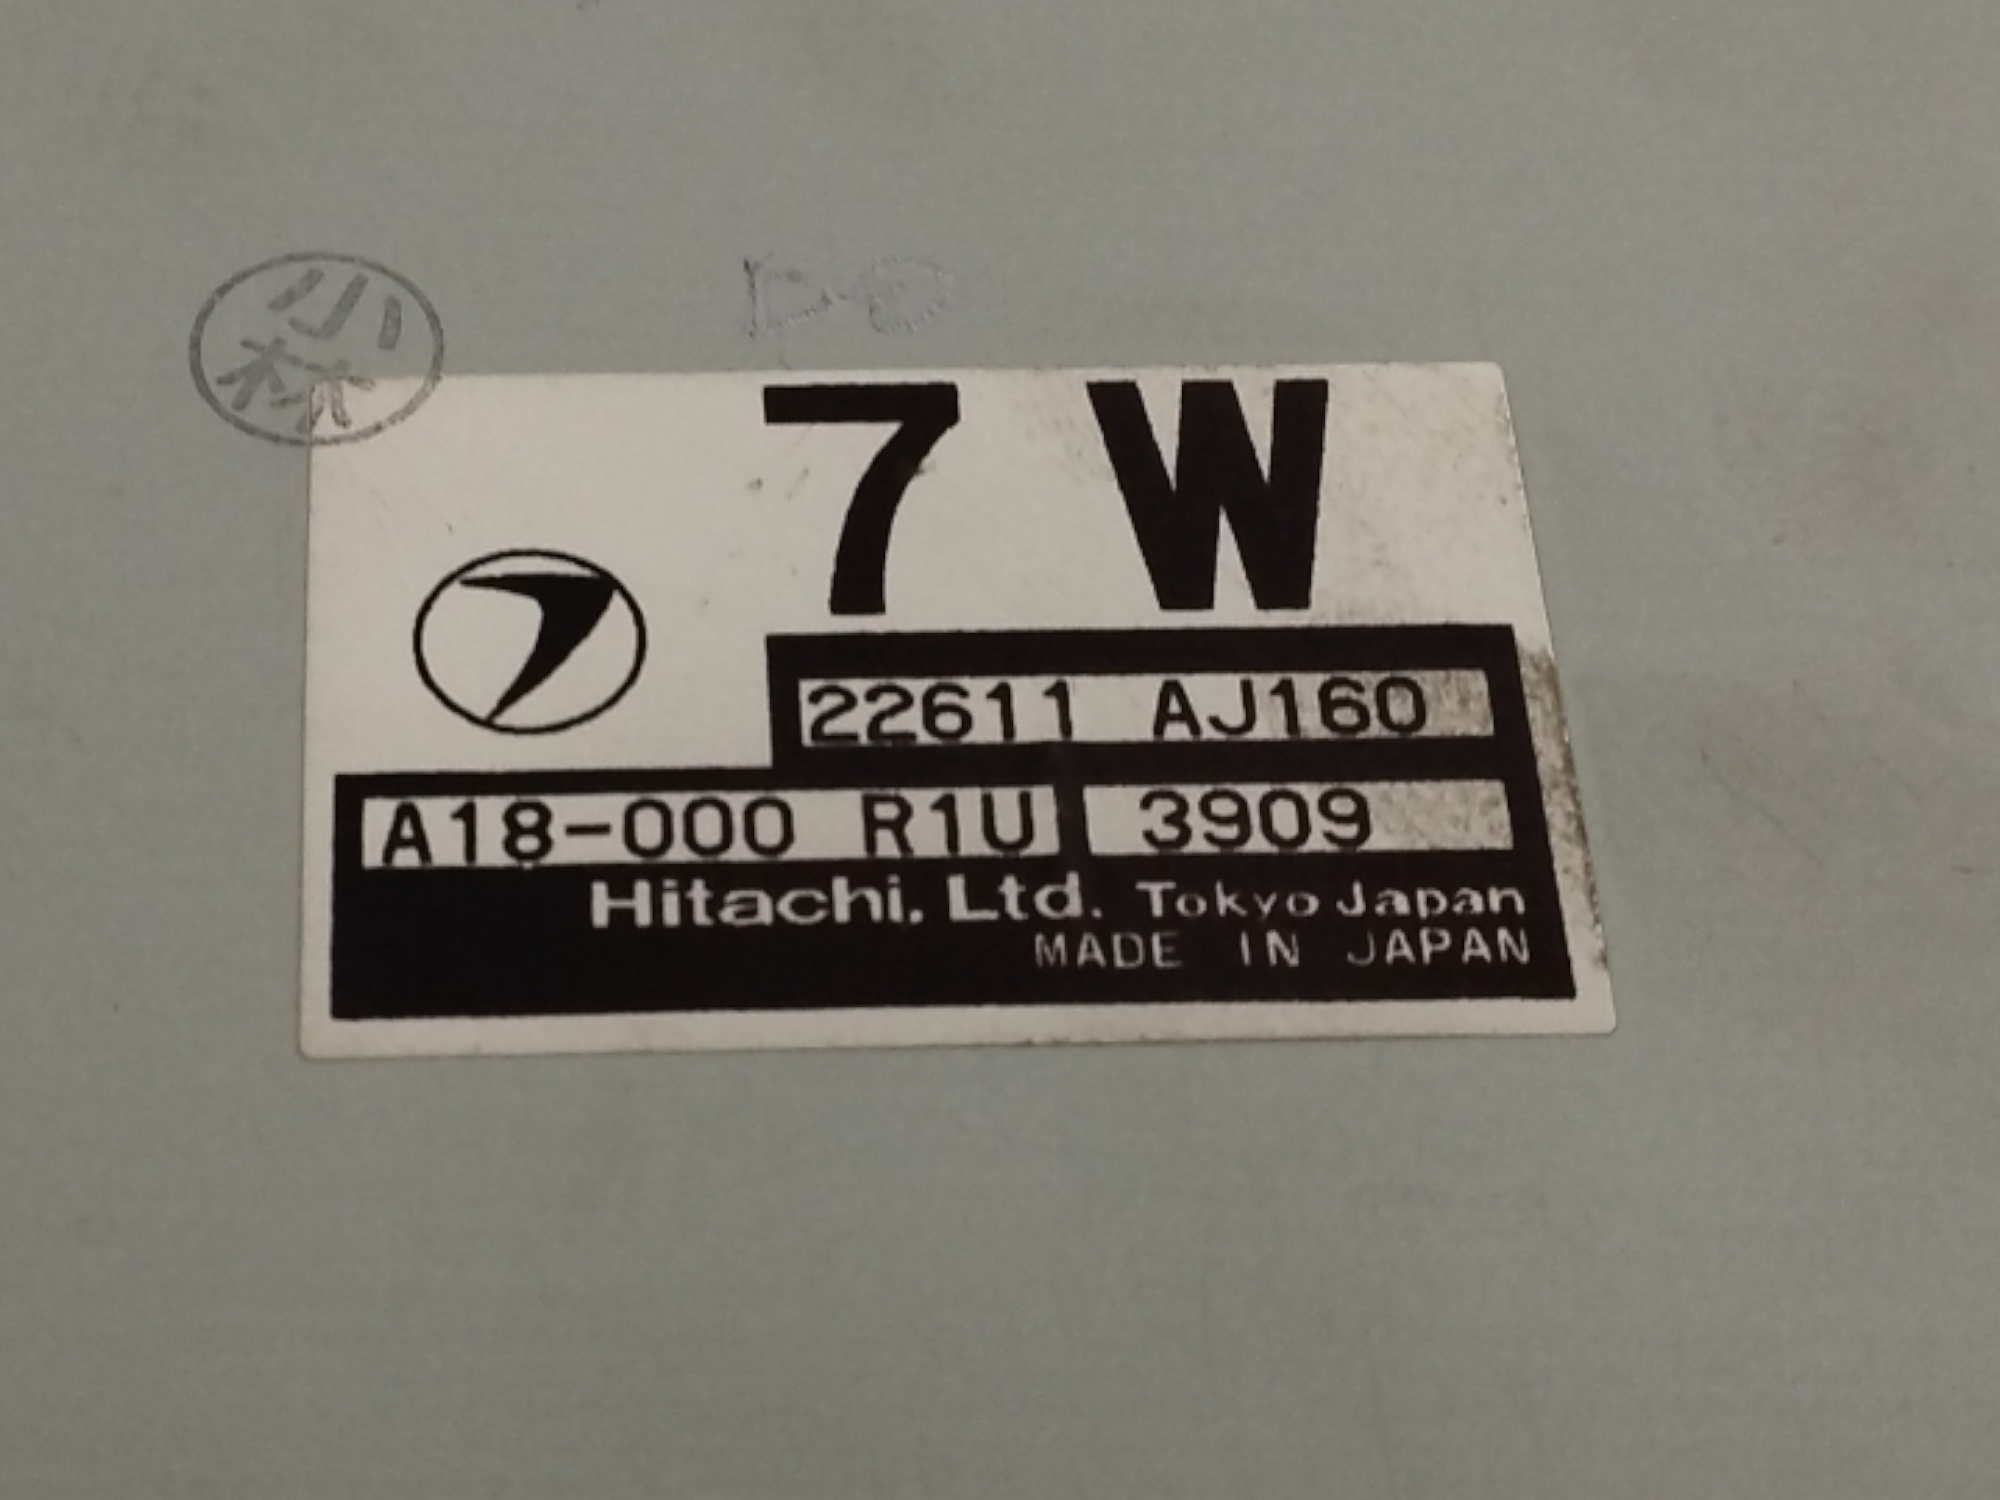 小林
7 W
22611 AJ160
A18-000 R1U 3909
Hitachi, Ltd. Tokyo Japan
MADE IN JAPAN